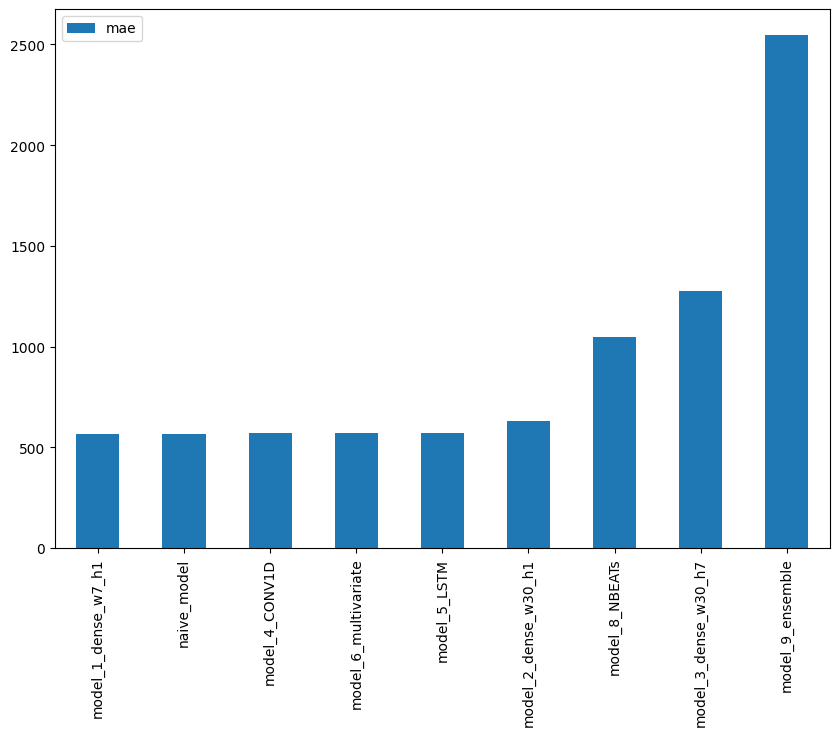 mae
2500
2000
1500
1000
500
0
model_1_dense_w7_h1
naive_model
model_4_CONV1D
model_6_multivariate
model_5_LSTM
model_2_dense_w30_h1
model_8_NBEATs
model_3_dense_w30_h7
model_9_ensemble